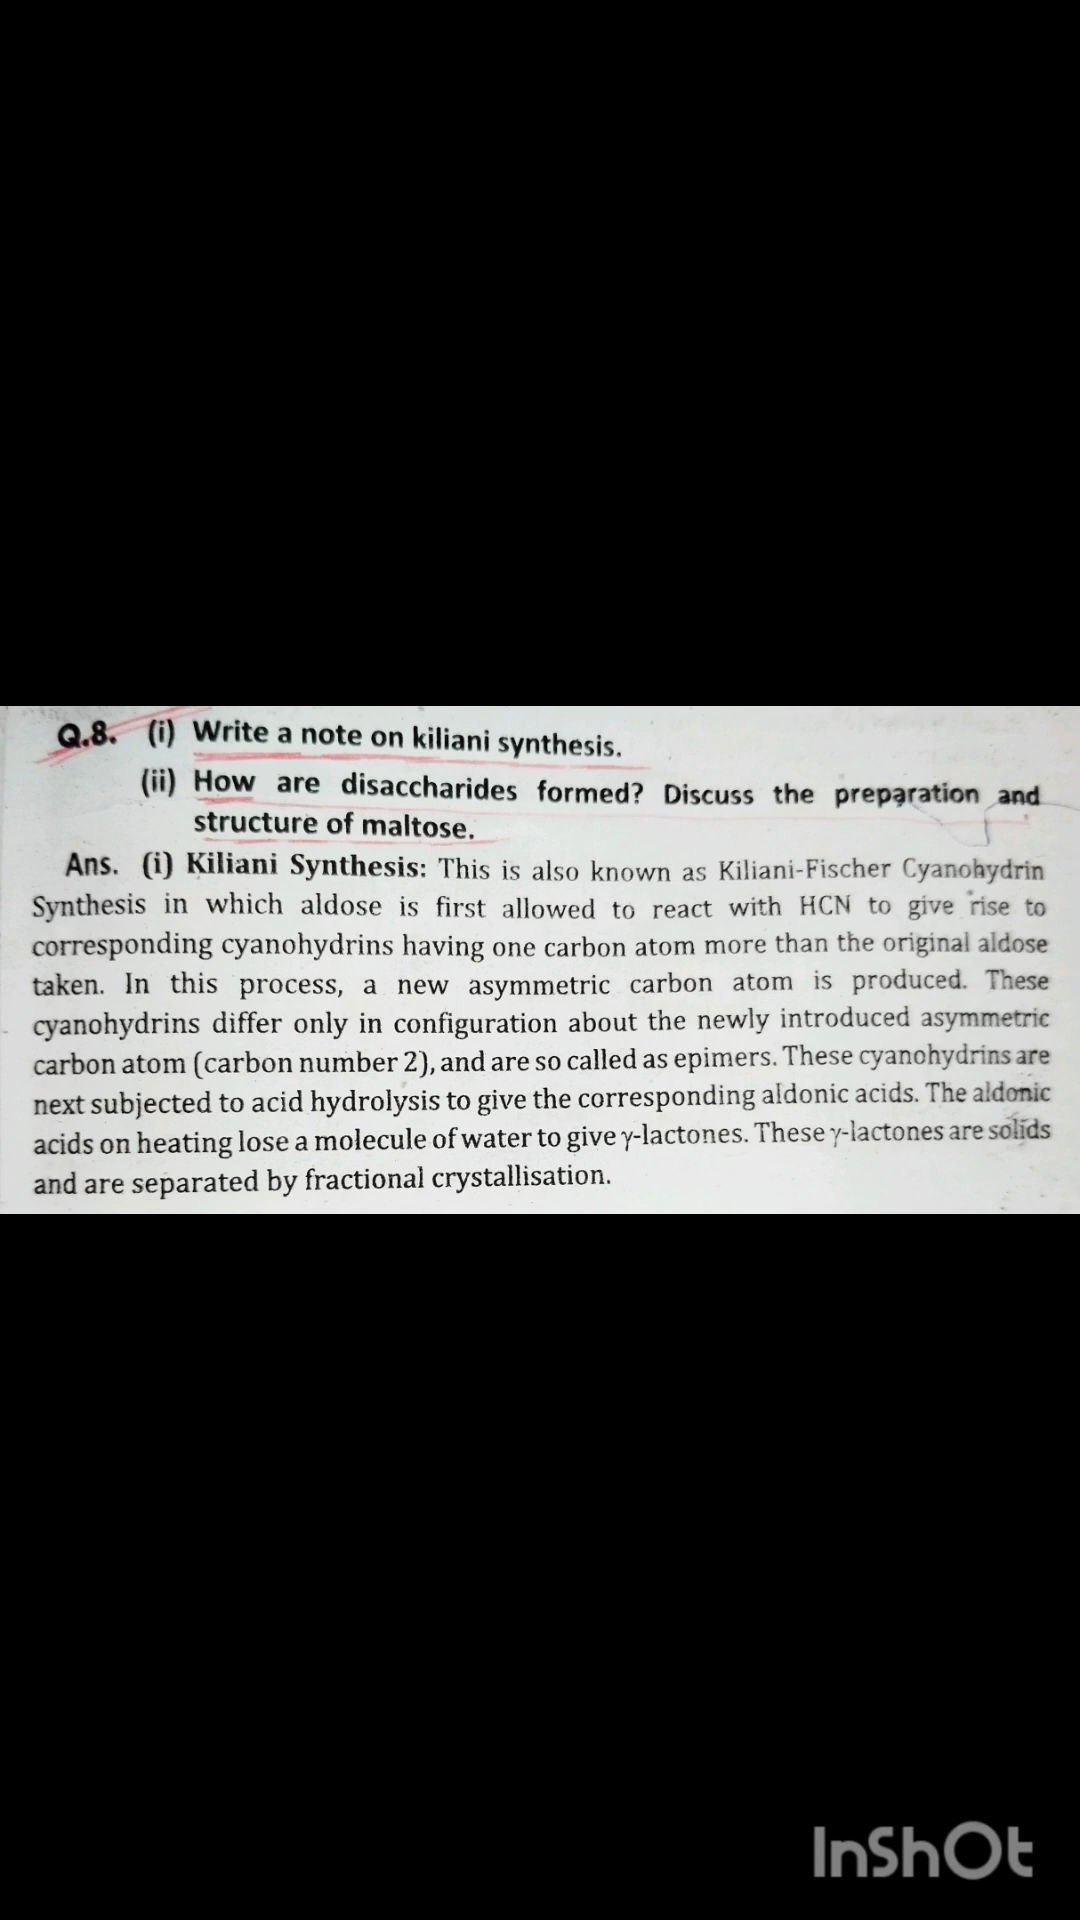 Q.8. (i) Write a note on kiliani synthesis.
(ii) How are disaccharides formed? Discuss the preparation and
structure of maltose.
Ans. (i) Kiliani Synthesis: This is also known as Kiliani-Fischer Cyanohydrin
Synthesis in which aldose is first allowed to react with HCN to give rise to
corresponding cyanohydrins having one carbon atom more than the original aldose
taken. In this process, a new asymmetric carbon atom is produced. These
cyanohydrins differ only in configuration about the newly introduced asymmetric
carbon atom (carbon number 2), and are so called as epimers. These cyanohydrins are
next subjected to acid hydrolysis to give the corresponding aldonic acids. The aldonic
acids on heating lose a molecule of water to give γ-lactones. These γ-lactones are solids
and are separated by fractional crystallisation.
InShOt